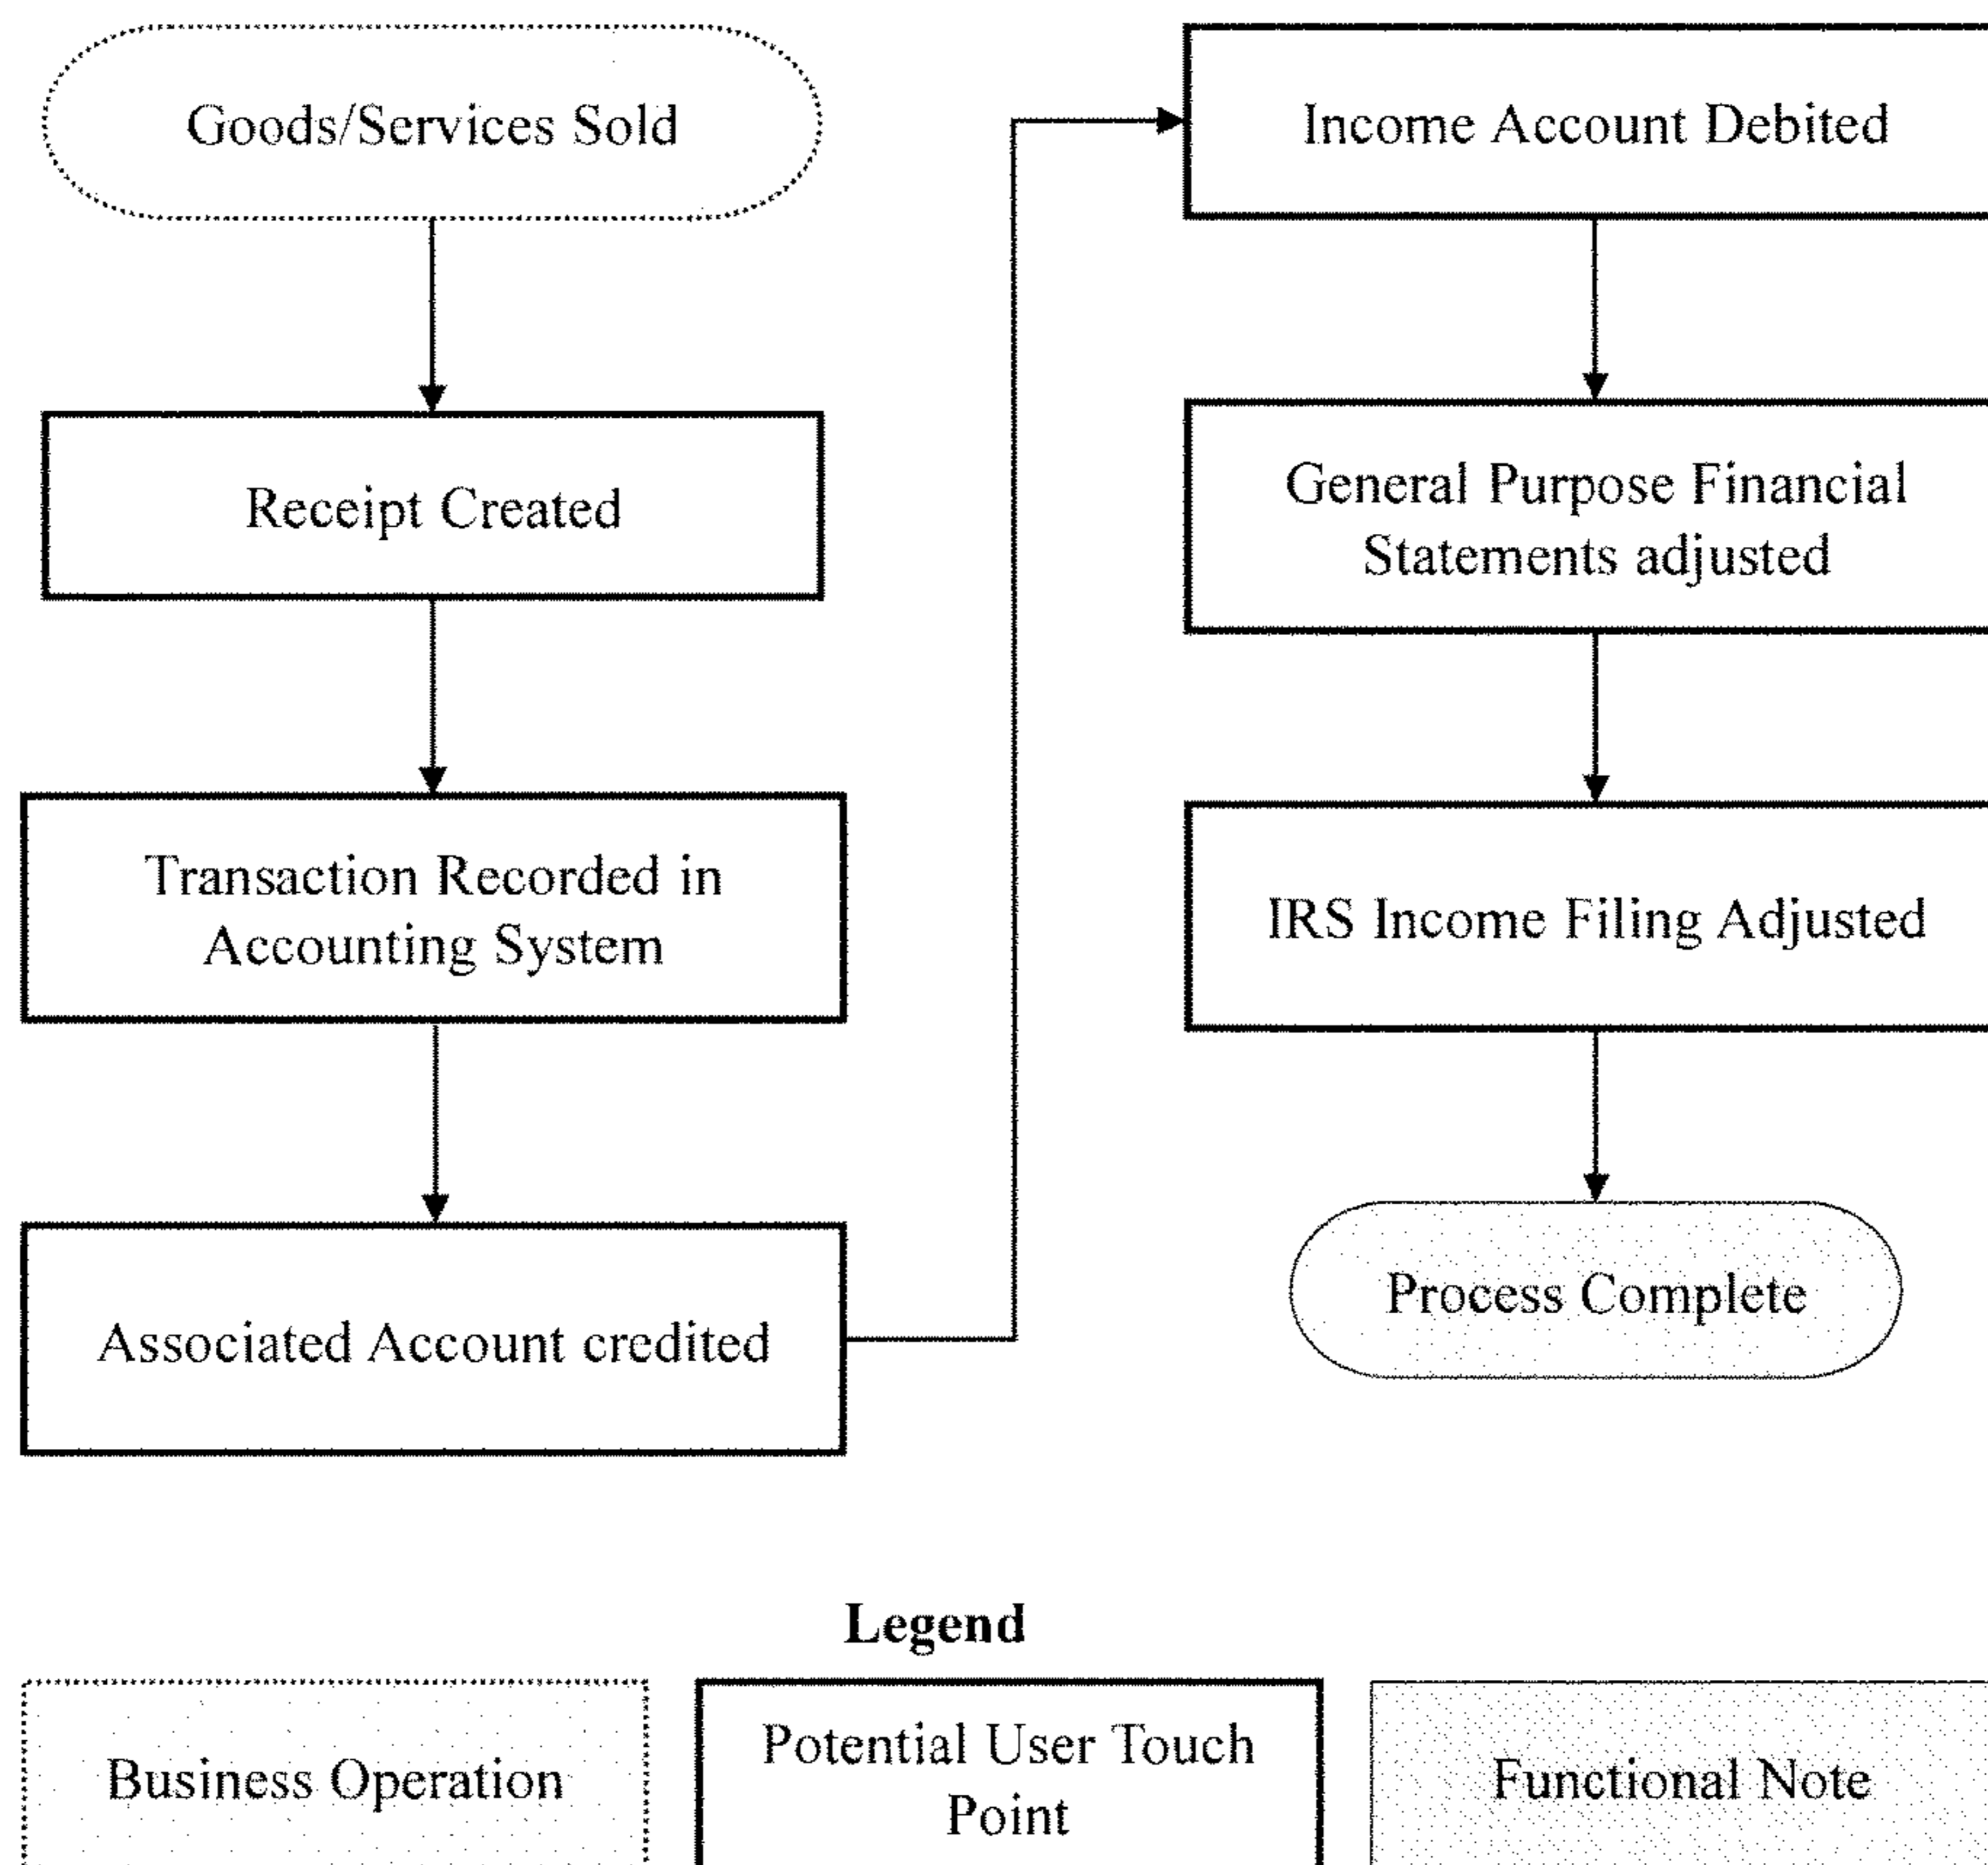 Goods/Services Sold
Receipt Created
Transaction Recorded in
Accounting System
Associated Account credited
Income Account Debited
General Purpose Financial
Statements adjusted
IRS Income Filing Adjusted
Process Complete
Legend
Business Operation
Potential User Touch
Point
Functional Note